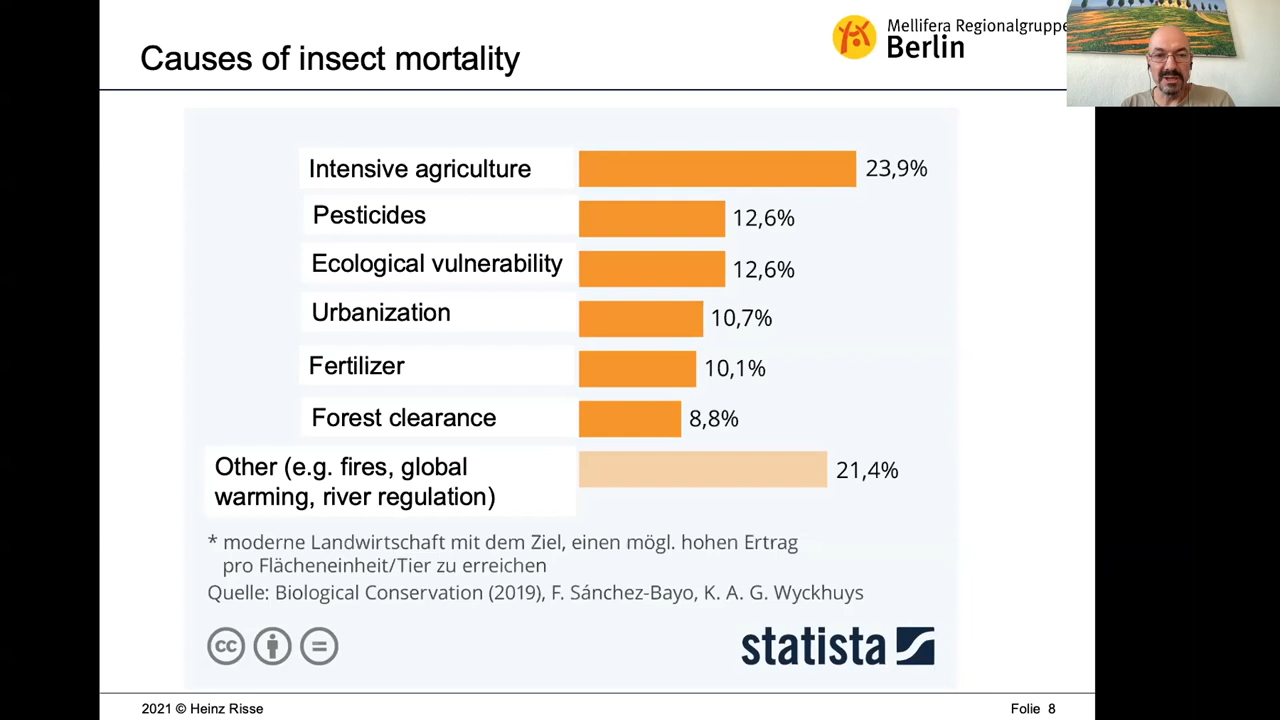 Causes of insect mortality
Mellifera Regionalgruppe
Berlin
Intensive agriculture 23,9%
Pesticides 12,6%
Ecological vulnerability 12,6%
Urbanization 10,7%
Fertilizer 10,1%
Forest clearance 8,8%
Other (e.g. fires, global
warming, river regulation) 21,4%
* moderne Landwirtschaft mit dem Ziel, einen mögl. hohen Ertrag
pro Flächeneinheit/Tier zu erreichen
Quelle: Biological Conservation (2019), F. Sánchez-Bayo, K. A. G. Wyckhuys
cc
statista
2021 © Heinz Risse
Folie 8